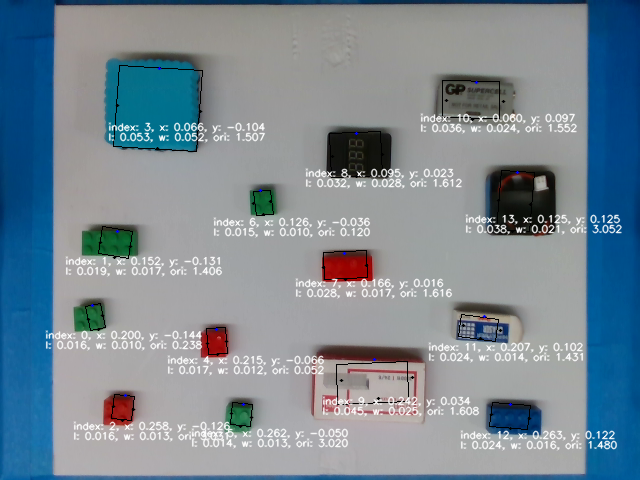 GP SUPERCELL
index: 10, x: 0.060, y: 0.097
l: 0.036, w: 0.024, ori: 1.552
index: 3, x: 0.066, y: -0.104
l: 0.053, w: 0.052, ori: 1.507
index: 8, x: 0.095, y: 0.023
l: 0.032, w: 0.028, ori: 1.612
index: 6, x: 0.126, y: -0.036
l: 0.015, w: 0.010, ori: 0.120
index: 13, x: 0.125, y: 0.125
l: 0.038, w: 0.021, ori: 3.052
index: 1, x: 0.152, y: -0.131
l: 0.019, w: 0.017, ori: 1.406
index: 7, x: 0.166, y: 0.016
l: 0.028, w: 0.017, ori: 1.616
index: 0, x: 0.200, y: -0.144
l: 0.016, w: 0.010, ori: 0.238
index: 11, x: 0.207, y: 0.102
l: 0.024, w: 0.014, ori: 1.431
index: 4, x: 0.215, y: -0.066
l: 0.017, w: 0.012, ori: 0.052
index: 9, x: 0.242, y: 0.034
l: 0.045, w: 0.025, ori: 1.608
index: 2, x: 0.258, y: -0.126
l: 0.016, w: 0.013, ori:
x: 0.262, y: -0.050
l: 0.014, w: 0.013, ori: 3.020
index: 12, x: 0.263, y: 0.122
l: 0.024, w: 0.016, ori: 1.480